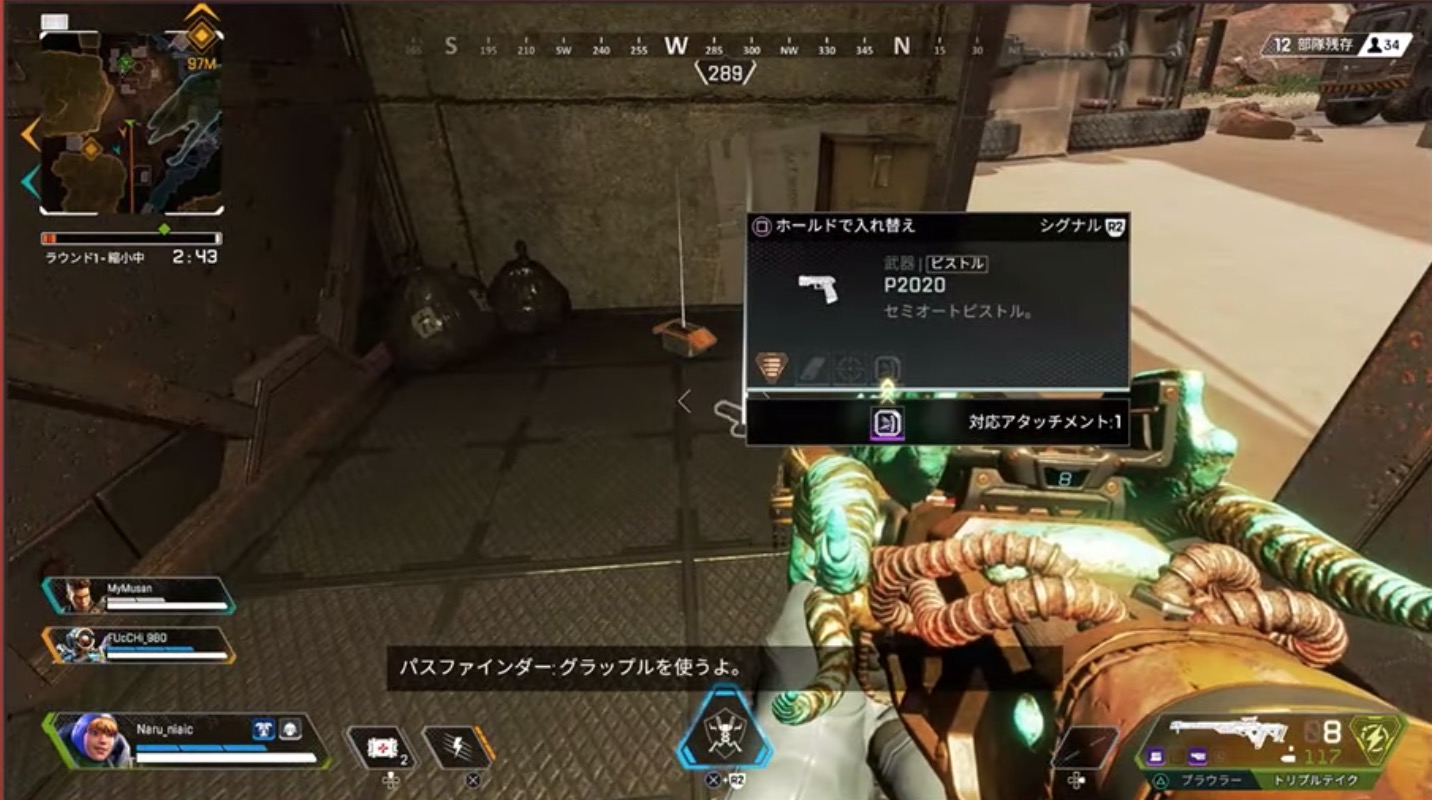 165 S 195 210 SW 240 255 W 285 300 NW 330 345 N 15 30 NE
289
12 部隊残存 34
97M
ラウンド1-縮小中 2:43
ホールドで入れ替え シグナル R2
武器 | ピストル
P2020
セミオートピストル。
対応アタッチメント:1
8
MyMusan
FUcCHi_980
パスファインダー:グラップルを使うよ。
Naru_niaic
2
+R2
08
117
ブラウラー トリプルテイク